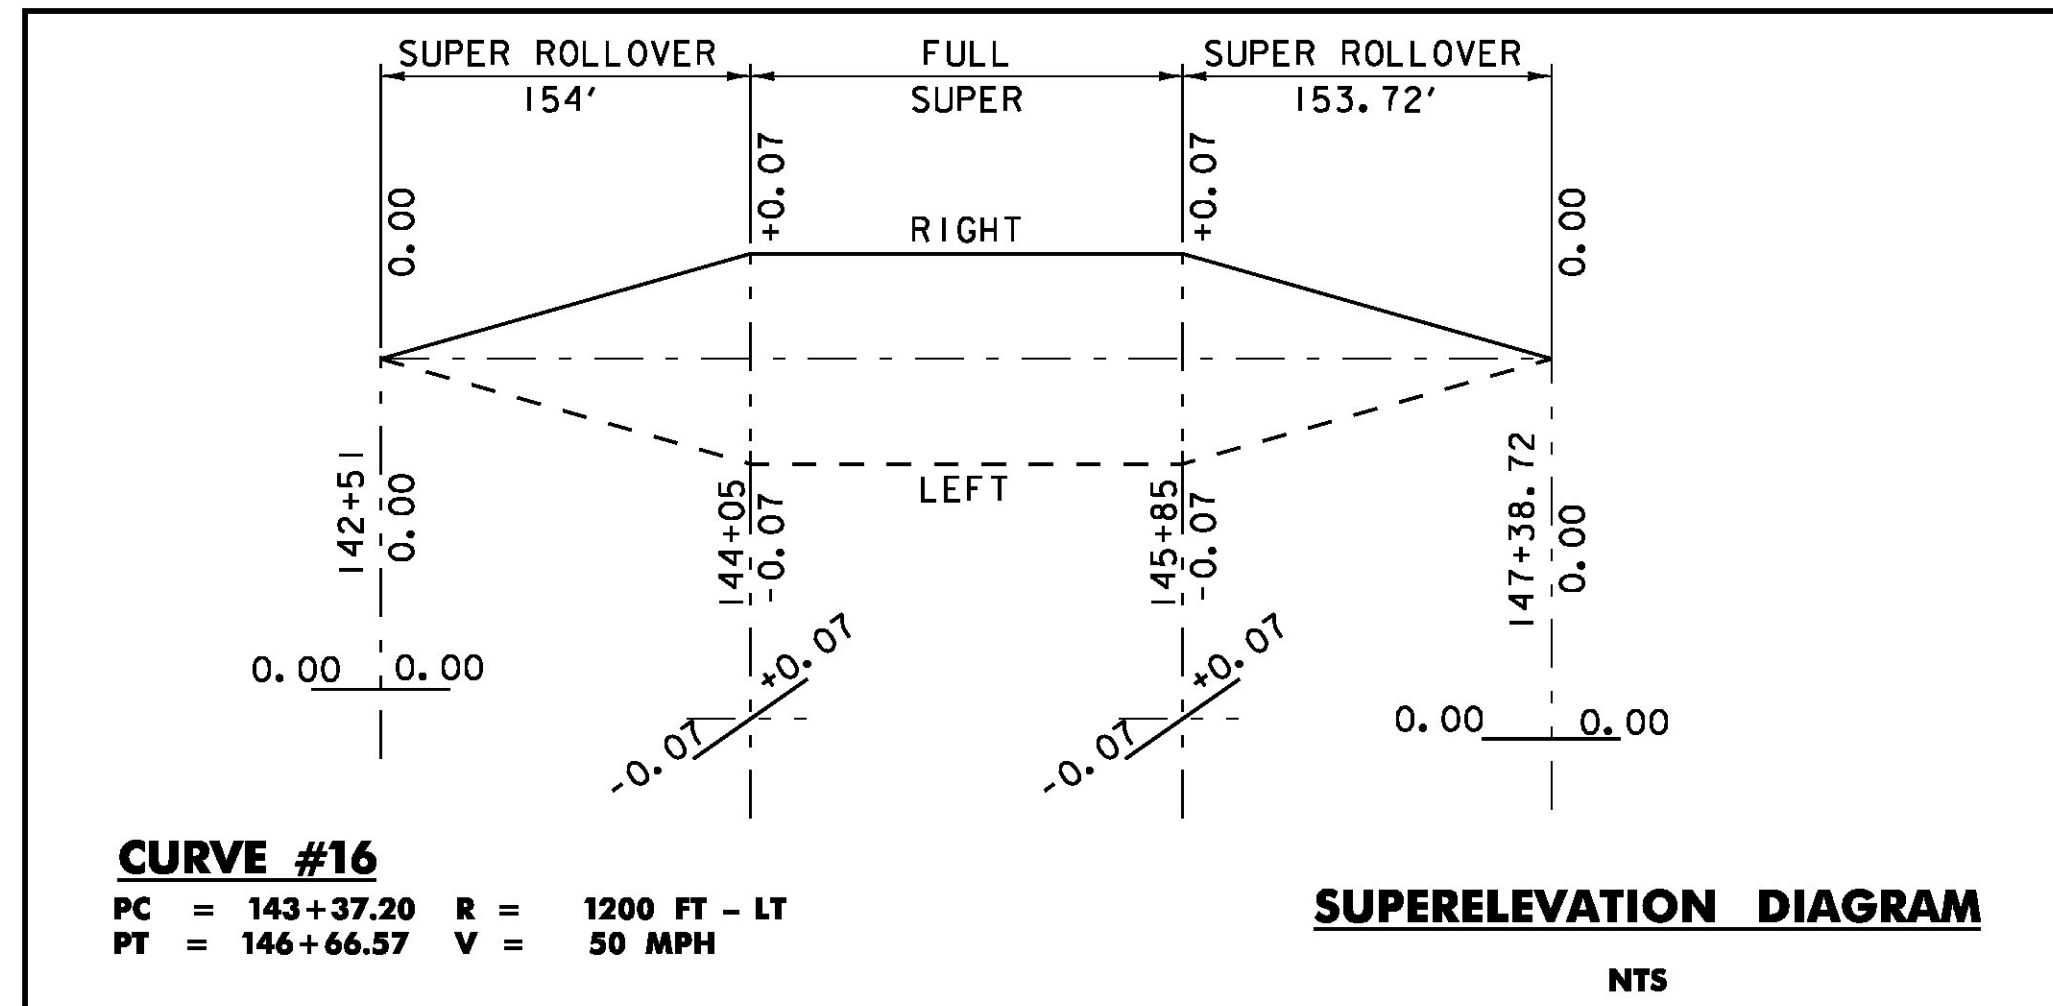 SUPER ROLLOVER
154'
FULL
SUPER
SUPER ROLLOVER
153.72'
0.00
+0.07
+0.07
0.00
RIGHT
LEFT
142+51
0.00
144+05
-0.07
145+85
-0.07
147+38.72
0.00
0.00 0.00
-0.07 +0.07
-0.07 +0.07
0.00 0.00
CURVE #16
PC = 143+37.20 R = 1200 FT – LT
PT = 146+66.57 V = 50 MPH
SUPERELEVATION DIAGRAM
NTS